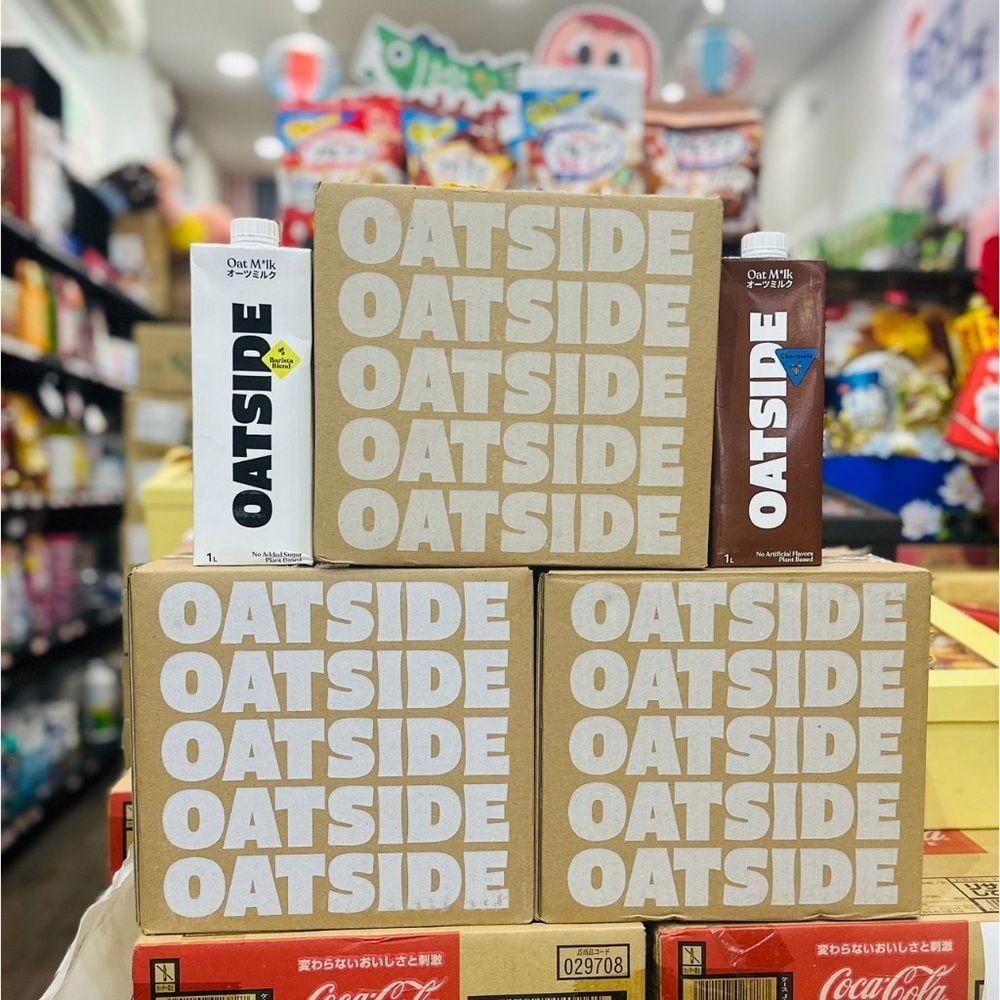 OATSIDE
OATSIDE
OATSIDE
OATSIDE
OATSIDE
Oat M*lk
オーツミルク
OATSIDE
Barista
Blend
1L
No Added Sugar
Plant Based
Oat M*lk
オーツミルク
OATSIDE
Chocolate
1L
No Artificial Flavors
Plant Based
OATSIDE
OATSIDE
OATSIDE
OATSIDE
OATSIDE
OATSIDE
OATSIDE
OATSIDE
OATSIDE
OATSIDE
変わらないおいしさと刺激
Coca-Cola
029708
変わらないおいしさと刺激
Coca-Cola